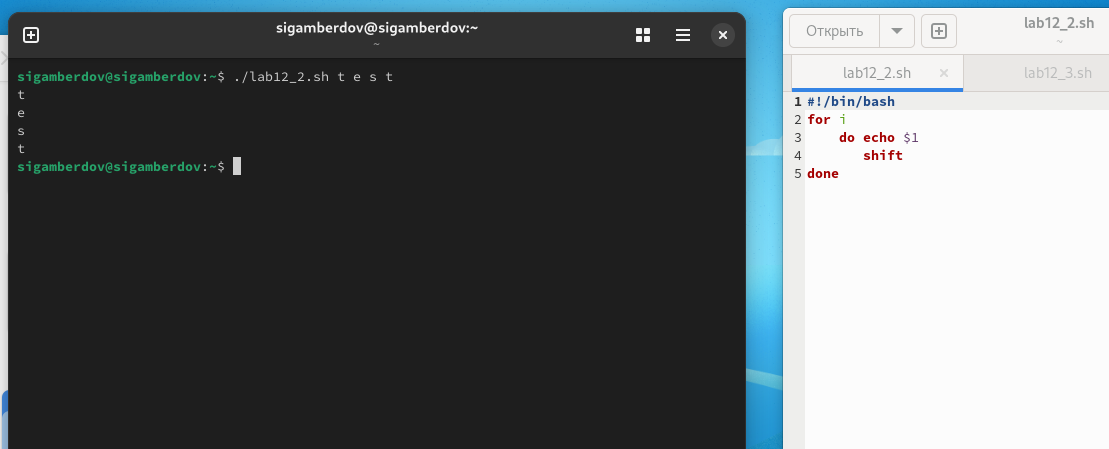 sigamberdov@sigamberdov:~
~
sigamberdov@sigamberdov:~$ ./lab12_2.sh t e s t
t
e
s
t
sigamberdov@sigamberdov:~$
Открыть
lab12_2.sh
~
lab12_2.sh × lab12_3.sh
1 #!/bin/bash
2 for i
3 do echo $1
4 shift
5 done